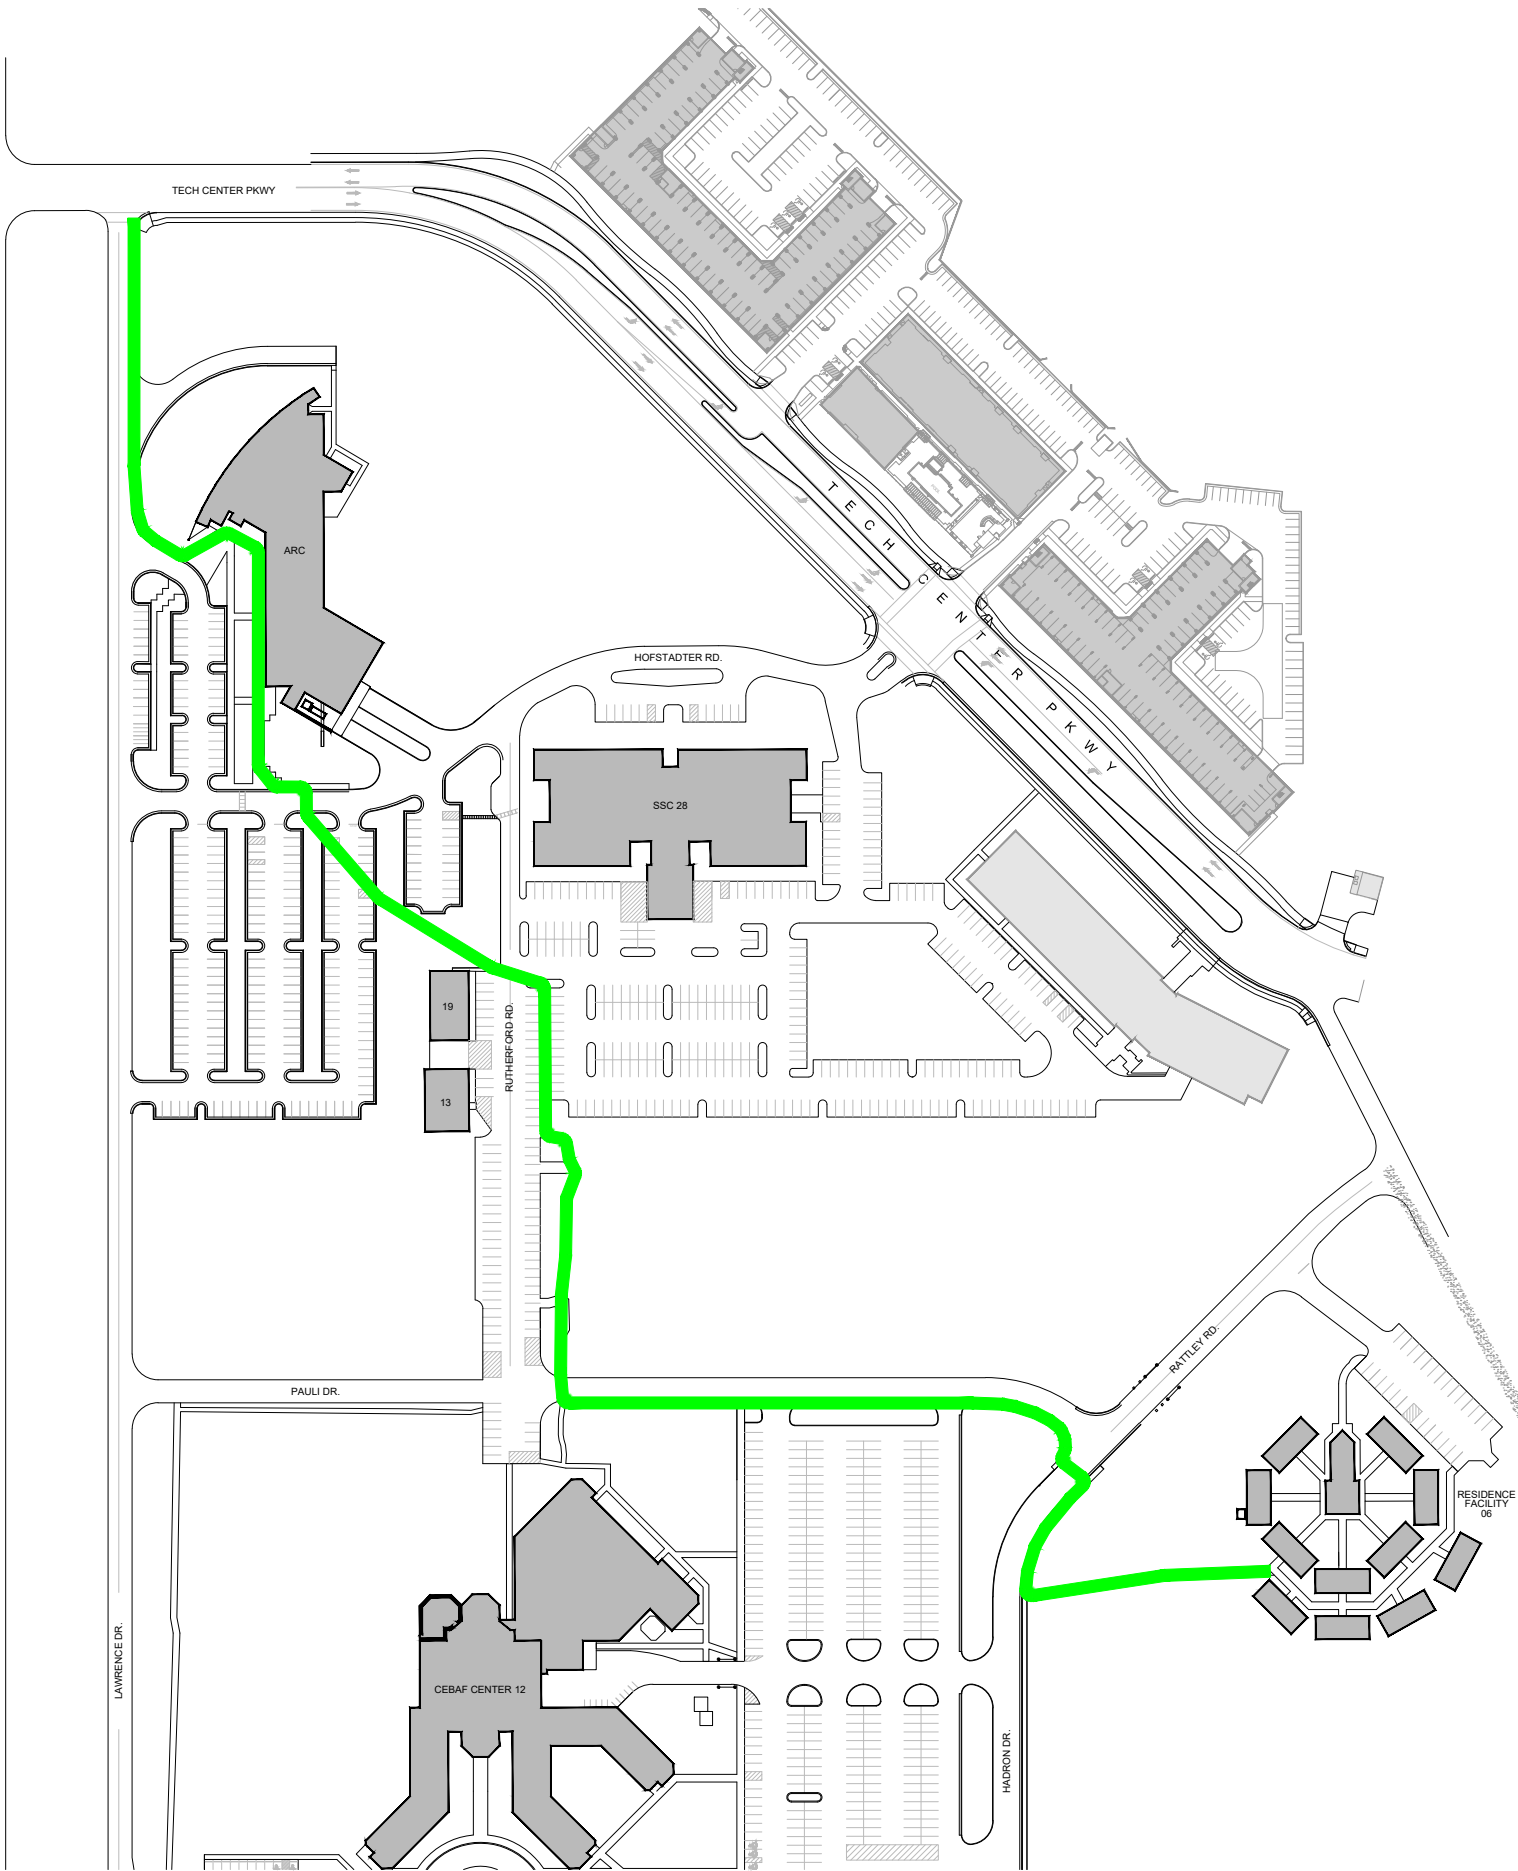 TECH CENTER PKWY
TECH CENTER PKWY
ARC
HOFSTADTER RD.
SSC 28
19
RUTHERFORD RD.
13
RATTLEY RD.
PAULI DR.
RESIDENCE
FACILITY
06
LAWRENCE DR.
CEBAF CENTER 12
HADRON DR.